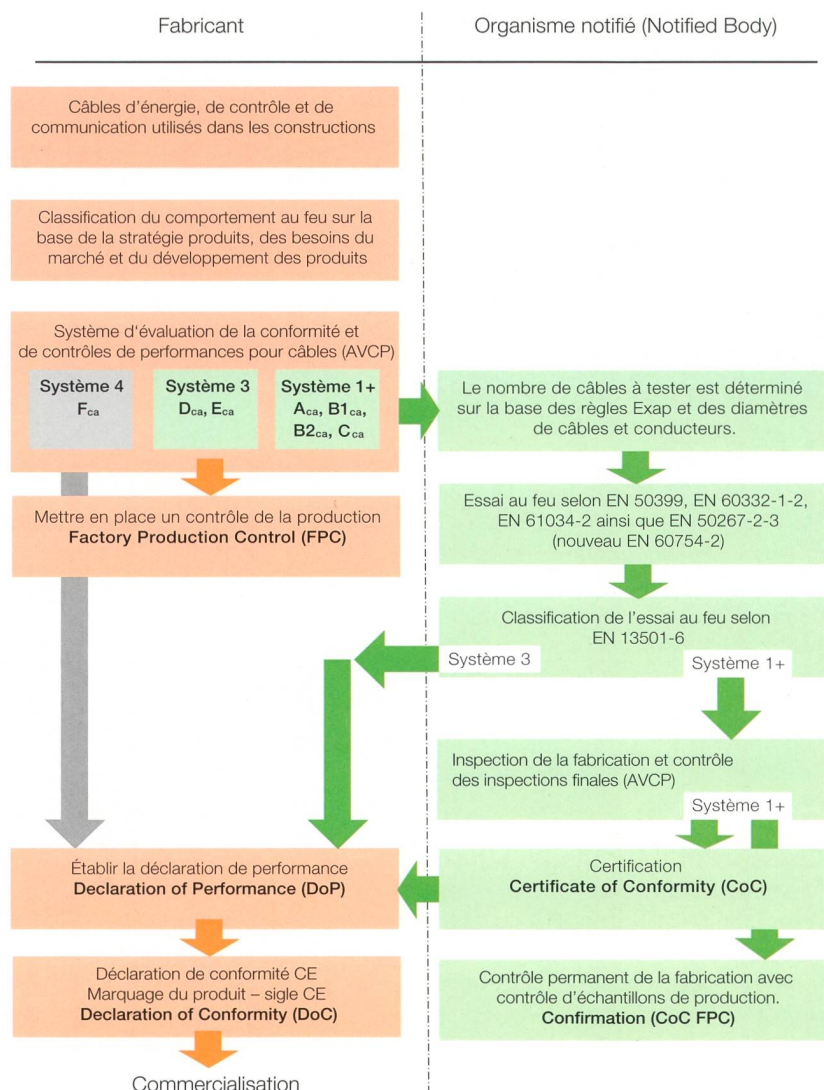 Fabricant
Organisme notifié (Notified Body)
Câbles d'énergie, de contrôle et de
communication utilisés dans les constructions
Classification du comportement au feu sur la
base de la stratégie produits, des besoins du
marché et du développement des produits
Système d'évaluation de la conformité et
de contrôles de performances pour câbles (AVCP)
Système 4
Fca
Système 3
Dca, Eca
Système 1+
Aca, B1ca,
B2ca, Cca
Le nombre de câbles à tester est déterminé
sur la base des règles Exap et des diamètres
de câbles et conducteurs.
Mettre en place un contrôle de la production
Factory Production Control (FPC)
Essai au feu selon EN 50399, EN 60332-1-2,
EN 61034-2 ainsi que EN 50267-2-3
(nouveau EN 60754-2)
Classification de l'essai au feu selon
EN 13501-6
Système 3
Système 1+
Inspection de la fabrication et contrôle
des inspections finales (AVCP)
Système 1+
Établir la déclaration de performance
Declaration of Performance (DoP)
Certification
Certificate of Conformity (CoC)
Déclaration de conformité CE
Marquage du produit – sigle CE
Declaration of Conformity (DoC)
Contrôle permanent de la fabrication avec
contrôle d'échantillons de production.
Confirmation (CoC FPC)
Commercialisation